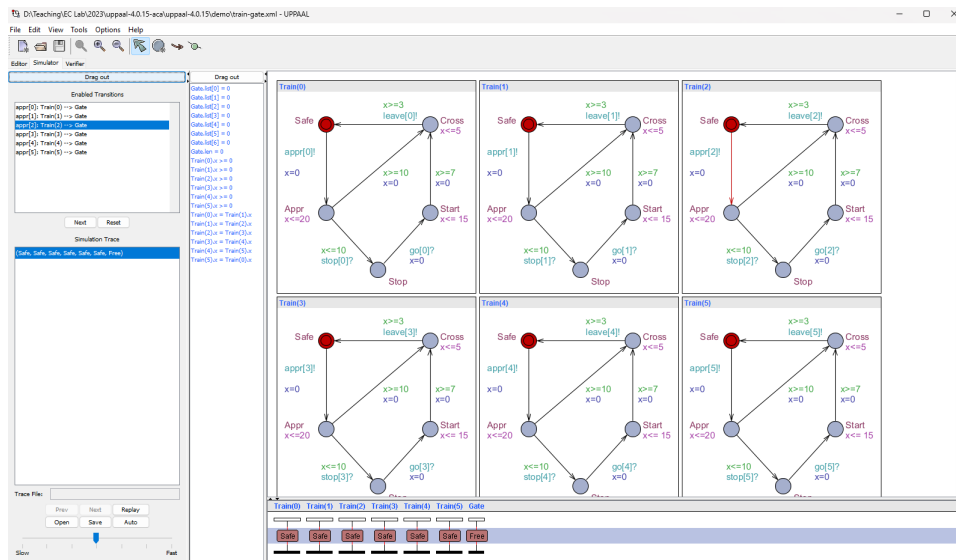 D:\Teaching\EC Lab\2023\uppaal-4.0.15-aca\uppaal-4.0.15\demo\train-gate.xml - UPPAAL
File Edit View Tools Options Help
Editor Simulator Verifier
Drag out
Enabled Transitions
appr[0]: Train(0) --> Gate
appr[1]: Train(1) --> Gate
appr[2]: Train(2) --> Gate
appr[3]: Train(3) --> Gate
appr[4]: Train(4) --> Gate
appr[5]: Train(5) --> Gate
Next Reset
Simulation Trace
(Safe, Safe, Safe, Safe, Safe, Safe, Free)
Trace File:
Prev Next Replay
Open Save Auto
Slow Fast
Drag out
Gate.list[0] = 0
Gate.list[1] = 0
Gate.list[2] = 0
Gate.list[3] = 0
Gate.list[4] = 0
Gate.list[5] = 0
Gate.list[6] = 0
Gate.len = 0
Train(0).x >= 0
Train(1).x >= 0
Train(2).x >= 0
Train(3).x >= 0
Train(4).x >= 0
Train(5).x >= 0
Train(0).x = Train(1).x
Train(1).x = Train(2).x
Train(2).x = Train(3).x
Train(3).x = Train(4).x
Train(4).x = Train(5).x
Train(5).x = Train(0).x
Train(0)
x>=3
leave[0]!
Safe
Cross
x<=5
appr[0]!
x=0
x>=10
x=0
x>=7
x=0
Appr
x<=20
Start
x<= 15
x<=10
stop[0]?
go[0]?
x=0
Stop
Train(1)
x>=3
leave[1]!
Safe
Cross
x<=5
appr[1]!
x=0
x>=10
x=0
x>=7
x=0
Appr
x<=20
Start
x<= 15
x<=10
stop[1]?
go[1]?
x=0
Stop
Train(2)
x>=3
leave[2]!
Safe
Cross
x<=5
appr[2]!
x=0
x>=10
x=0
x>=7
x=0
Appr
x<=20
Start
x<= 15
x<=10
stop[2]?
go[2]?
x=0
Stop
Train(3)
x>=3
leave[3]!
Safe
Cross
x<=5
appr[3]!
x=0
x>=10
x=0
x>=7
x=0
Appr
x<=20
Start
x<= 15
x<=10
stop[3]?
go[3]?
x=0
Stop
Train(4)
x>=3
leave[4]!
Safe
Cross
x<=5
appr[4]!
x=0
x>=10
x=0
x>=7
x=0
Appr
x<=20
Start
x<= 15
x<=10
stop[4]?
go[4]?
x=0
Stop
Train(5)
x>=3
leave[5]!
Safe
Cross
x<=5
appr[5]!
x=0
x>=10
x=0
x>=7
x=0
Appr
x<=20
Start
x<= 15
x<=10
stop[5]?
go[5]?
x=0
Stop
Train(0) Train(1) Train(2) Train(3) Train(4) Train(5) Gate
Safe Safe Safe Safe Safe Safe Free